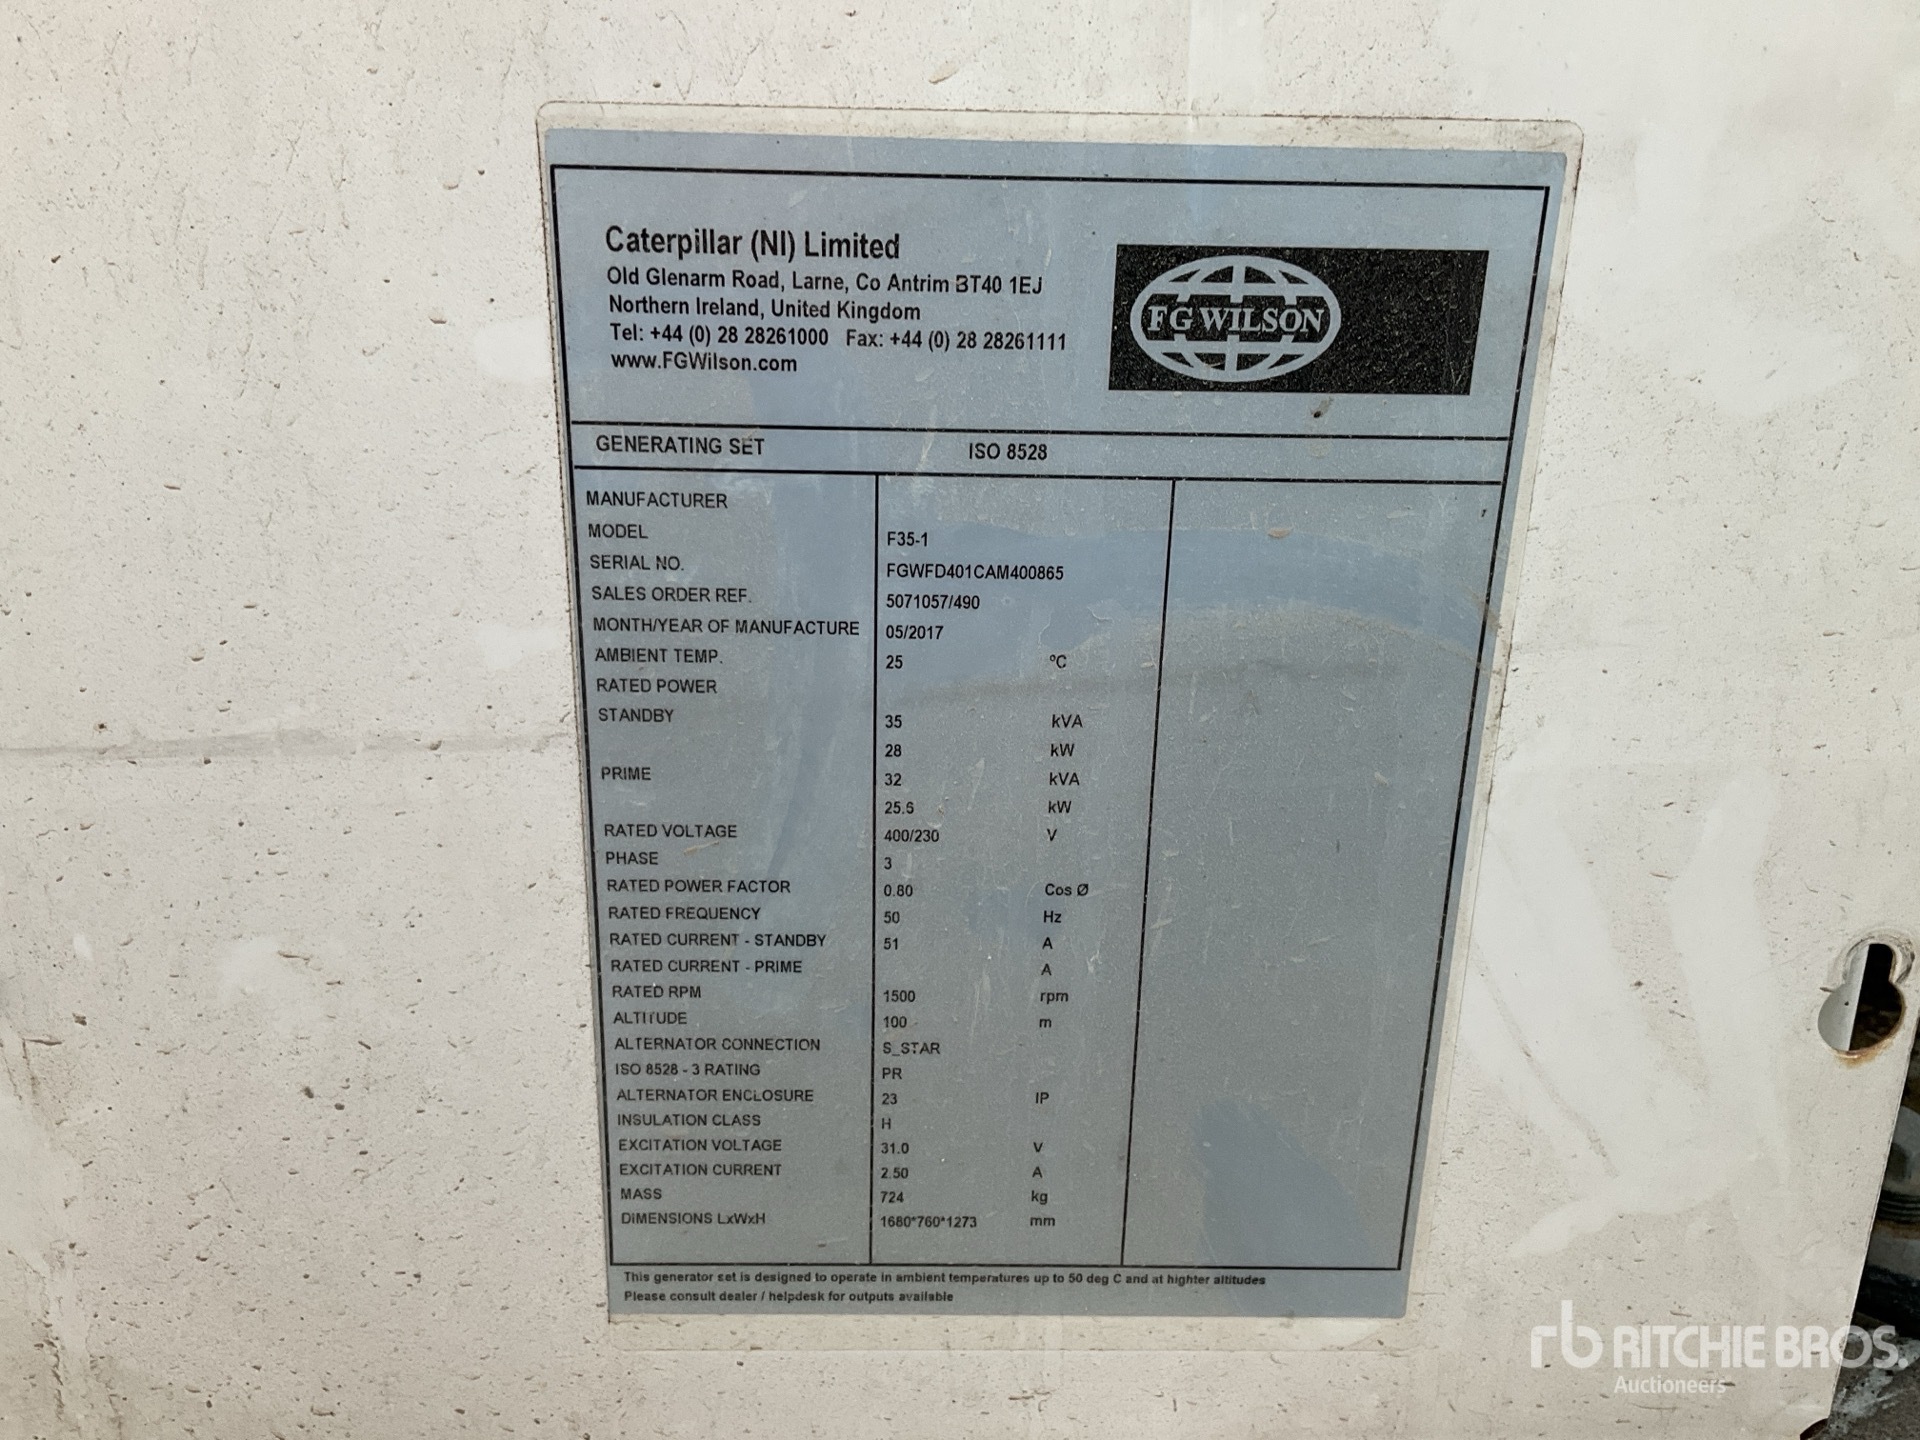 Caterpillar (NI) Limited
Old Glenarm Road, Larne, Co Antrim BT40 1EJ
Northern Ireland, United Kingdom
Tel: +44 (0) 28 28261000 Fax: +44 (0) 28 28261111
www.FGWilson.com
FG WILSON
GENERATING SET ISO 8528
MANUFACTURER
MODEL F35-1
SERIAL NO. FGWFD401CAM400865
SALES ORDER REF. 5071057/490
MONTH/YEAR OF MANUFACTURE 05/2017
AMBIENT TEMP. 25 ºC
RATED POWER
STANDBY 35 kVA
28 kW
PRIME 32 kVA
25.6 kW
RATED VOLTAGE 400/230 V
PHASE 3
RATED POWER FACTOR 0.80 Cos Ø
RATED FREQUENCY 50 Hz
RATED CURRENT - STANDBY 51 A
RATED CURRENT - PRIME A
RATED RPM 1500 rpm
ALTITUDE 100 m
ALTERNATOR CONNECTION S_STAR
ISO 8528 - 3 RATING PR
ALTERNATOR ENCLOSURE 23 IP
INSULATION CLASS H
EXCITATION VOLTAGE 31.0 V
EXCITATION CURRENT 2.50 A
MASS 724 kg
DIMENSIONS LxWxH 1680*760*1273 mm
This generator set is designed to operate in ambient temperatures up to 50 deg C and at highter altitudes
Please consult dealer / helpdesk for outputs available
rb RITCHIE BROS.
Auctioneers